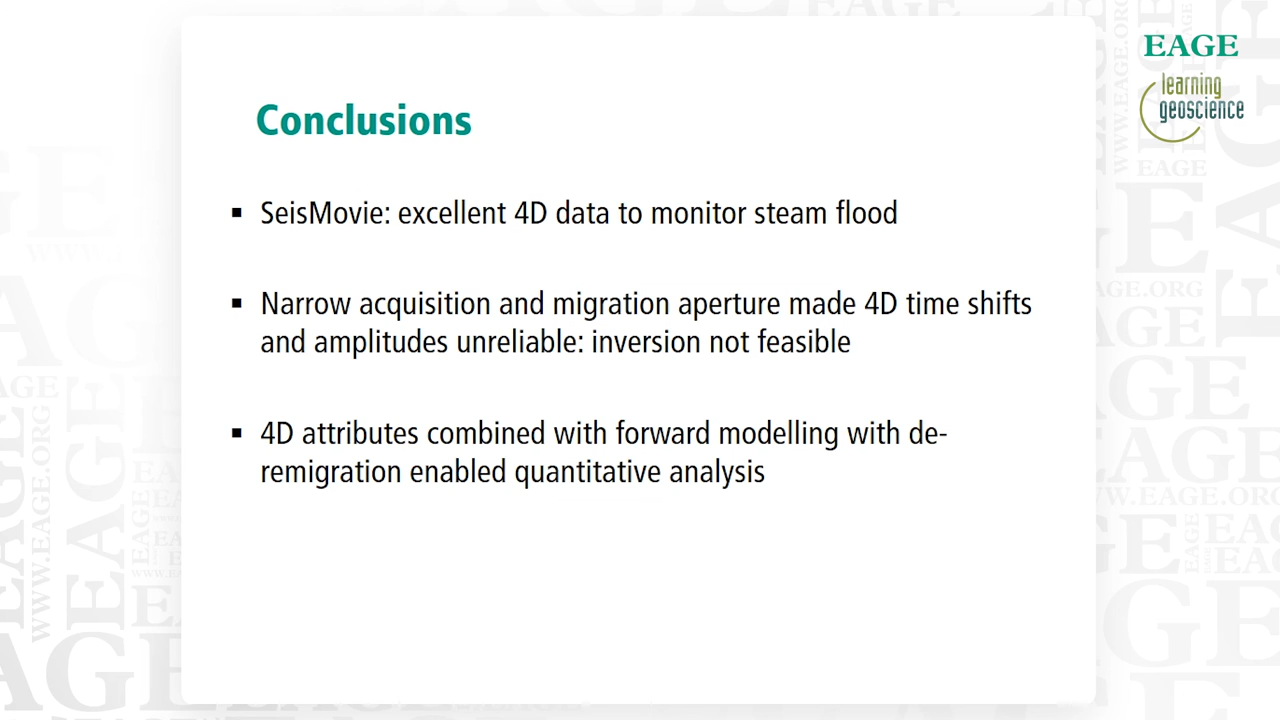 EAGE
learning
geoscience
Conclusions
▪ SeisMovie: excellent 4D data to monitor steam flood
▪ Narrow acquisition and migration aperture made 4D time shifts
and amplitudes unreliable: inversion not feasible
▪ 4D attributes combined with forward modelling with de-
remigration enabled quantitative analysis